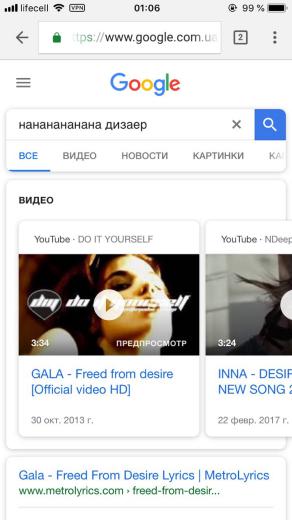 lifecell VPN 01:06 99 %
ttps://www.google.com.ua 2
Google
нанананананa дизаер
ВСЕ ВИДЕО НОВОСТИ КАРТИНКИ КА
ВИДЕО
YouTube · DO IT YOURSELF
YouTube · NDeep
diy do it yourself
3:34 ПРЕДПРОСМОТР
3:24
GALA - Freed from desire
[Official video HD]
INNA - DESIR
NEW SONG 2
30 окт. 2013 г.
22 февр. 2017 г.
Gala - Freed From Desire Lyrics | MetroLyrics
www.metrolyrics.com › freed-from-desir...